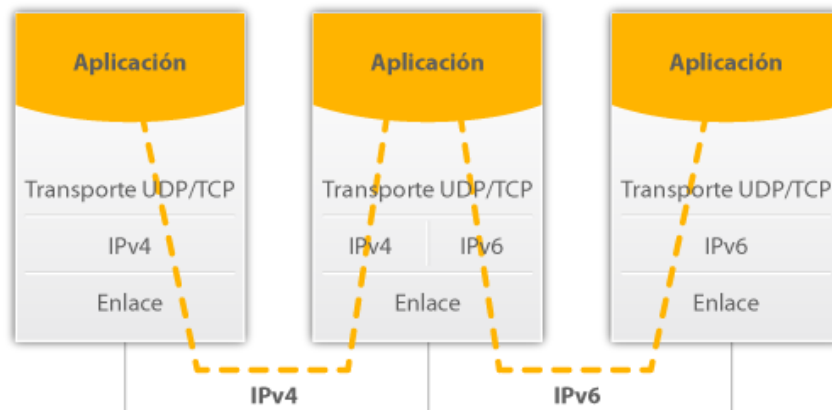 Aplicación
Transporte UDP/TCP
IPv4
Enlace
Aplicación
Transporte UDP/TCP
IPv4 IPv6
Enlace
Aplicación
Transporte UDP/TCP
IPv6
Enlace
IPv4
IPv6